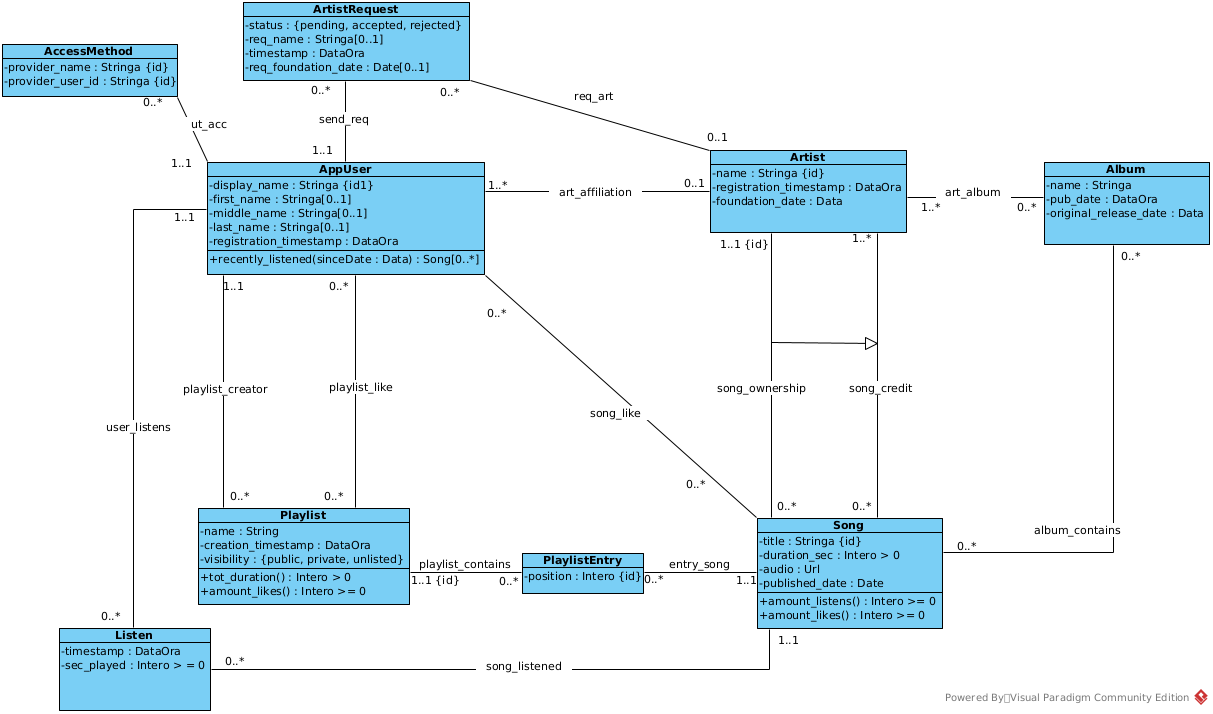 ArtistRequest
-status : {pending, accepted, rejected}
-req_name : Stringa[0..1]
-timestamp : DataOra
-req_foundation_date : Date[0..1]
AccessMethod
-provider_name : Stringa {id}
-provider_user_id : Stringa {id}
0..*
0..*
0..*
req_art
ut_acc
send_req
0..1
1..1
1..1
AppUser
-display_name : Stringa {id1}
-first_name : Stringa[0..1]
-middle_name : Stringa[0..1]
-last_name : Stringa[0..1]
-registration_timestamp : DataOra
+recently_listened(sinceDate : Data) : Song[0..*]
1..*
art_affiliation
0..1
Artist
-name : Stringa {id}
-registration_timestamp : DataOra
-foundation_date : Data
art_album
1..*
0..*
Album
-name : Stringa
-pub_date : DataOra
-original_release_date : Data
1..1
1..1 {id}
1..*
0..*
1..1
0..*
0..*
playlist_creator
playlist_like
song_ownership
song_credit
song_like
user_listens
0..*
0..*
0..*
0..*
0..*
album_contains
Playlist
-name : String
-creation_timestamp : DataOra
-visibility : {public, private, unlisted}
+tot_duration() : Intero > 0
+amount_likes() : Intero >= 0
playlist_contains
1..1 {id}
0..*
PlaylistEntry
-position : Intero {id}
entry_song
0..*
1..1
Song
-title : Stringa {id}
-duration_sec : Intero > 0
-audio : Url
-published_date : Date
+amount_listens() : Intero >= 0
+amount_likes() : Intero >= 0
0..*
0..*
Listen
-timestamp : DataOra
-sec_played : Intero > = 0
0..*
song_listened
1..1
Powered By Visual Paradigm Community Edition